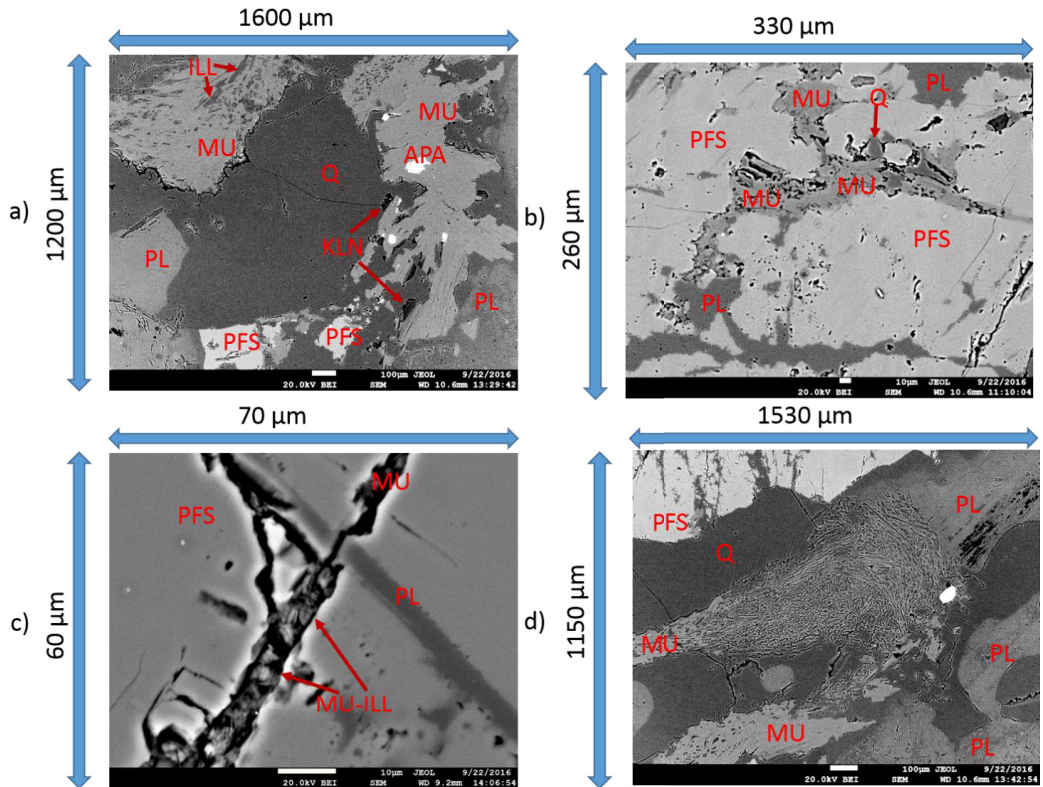 1600 µm
330 µm
a)
1200 µm
ILL
MU
MU
APA
Q
KLN
PL
PL
PFS
PFS
100µm JEOL 9/22/2016
20.0kV BEI SEM WD 10.6mm 13:29:42
b)
260 µm
PL
MU
Q
PFS
MU
MU
PFS
PL
10µm JEOL 9/22/2016
20.0kV BEI SEM WD 10.6mm 11:10:04
70 µm
1530 µm
c)
60 µm
MU
PFS
PL
MU-ILL
10µm JEOL 9/22/2016
20.0kV BEI SEM WD 9.2mm 14:06:54
d)
1150 µm
PL
PFS
Q
MU
PL
MU
PL
100µm JEOL 9/22/2016
20.0kV BEI SEM WD 10.6mm 13:42:54